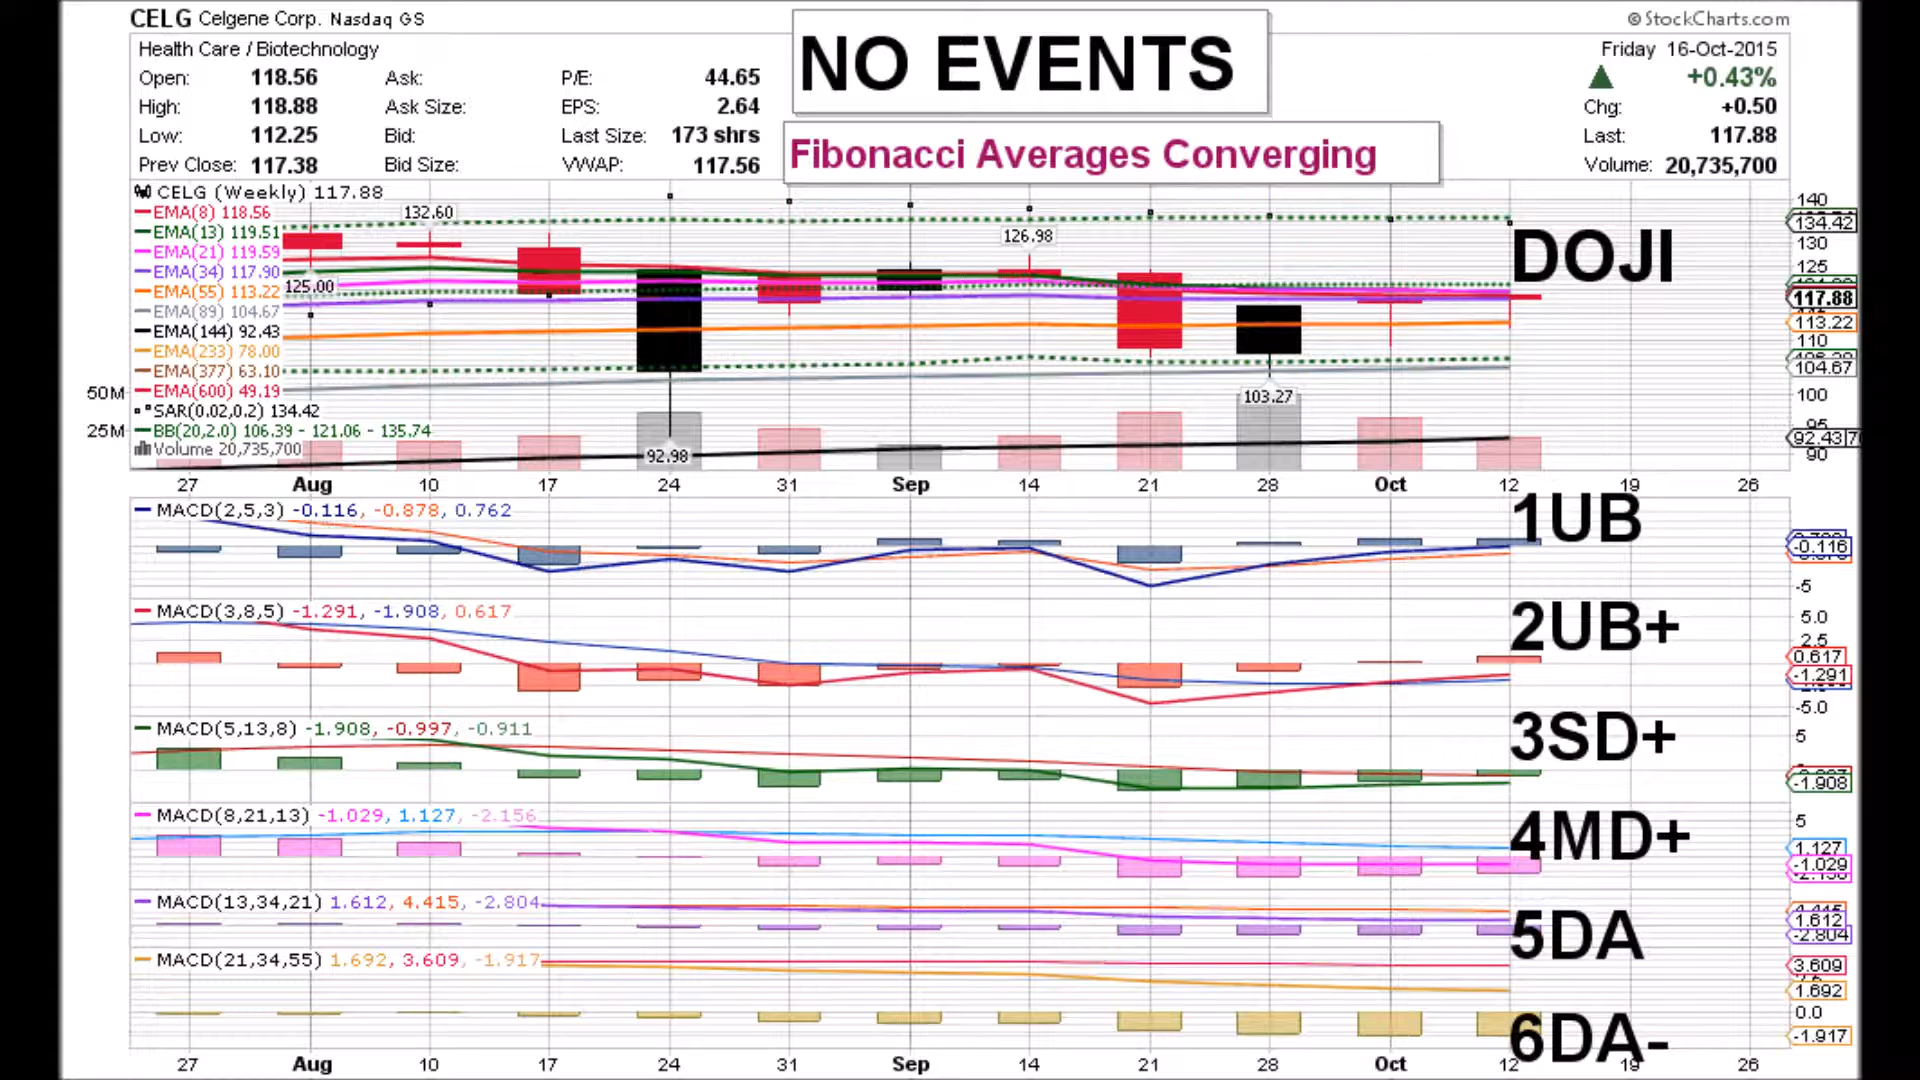 CELG Celgene Corp. Nasdaq GS
© StockCharts.com
NO EVENTS
Health Care / Biotechnology
Friday 16-Oct-2015
Open: 118.56 Ask: P/E: 44.65
+0.43%
High: 118.88 Ask Size: EPS: 2.64
Chg: +0.50
Low: 112.25 Bid: Last Size: 173 shrs
Last: 117.88
Prev Close: 117.38 Bid Size: VWAP: 117.56
Volume: 20,735,700
Fibonacci Averages Converging
CELG (Weekly) 117.88
EMA(8) 118.56
EMA(13) 119.51
EMA(21) 119.59
EMA(34) 117.90
EMA(55) 113.22
EMA(89) 104.67
EMA(144) 92.43
EMA(233) 78.00
EMA(377) 63.10
EMA(600) 49.19
SAR(0.02,0.2) 134.42
BB(20,2.0) 106.39 - 121.06 - 135.74
Volume 20,735,700
50M
25M
132.60
125.00
92.98
126.98
103.27
DOJI
140
134.42
130
125
117.88
113.22
110
104.67
100
95
92.43
90
27 Aug 10 17 24 31 Sep 14 21 28 Oct 12 19 26
MACD(2,5,3) -0.116, -0.878, 0.762
1UB
-0.116
-5
MACD(3,8,5) -1.291, -1.908, 0.617
2UB+
5.0
2.5
0.617
-1.291
-5.0
MACD(5,13,8) -1.908, -0.997, -0.911
3SD+
5
-1.908
MACD(8,21,13) -1.029, 1.127, -2.156
4MD+
5
1.127
-1.029
MACD(13,34,21) 1.612, 4.415, -2.804
5DA
1.612
-2.804
MACD(21,34,55) 1.692, 3.609, -1.917
3.609
1.692
0.0
-1.917
6DA-
27 Aug 10 17 24 31 Sep 14 21 28 Oct 12 19 26